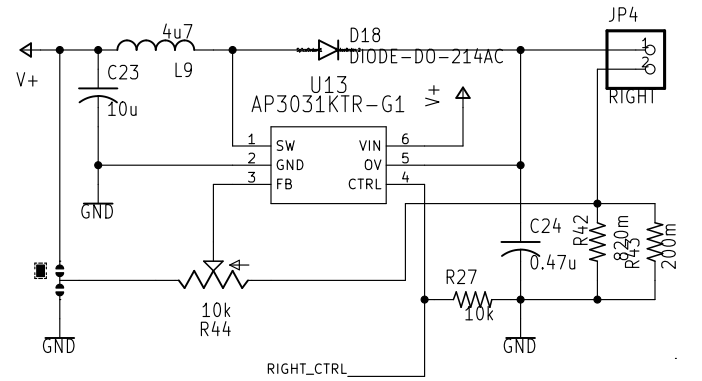 JP4
4u7
D18
1
V+
C23
L9
DIODE-DO-214AC
2
10u
U13
RIGHT
AP3031KTR-G1
V+
1 SW VIN 6
2 GND OV 5
3 FB CTRL 4
GND
C24
R42
820m
R43
200m
0.47u
R27
10k
10k
R44
GND
GND
RIGHT_CTRL